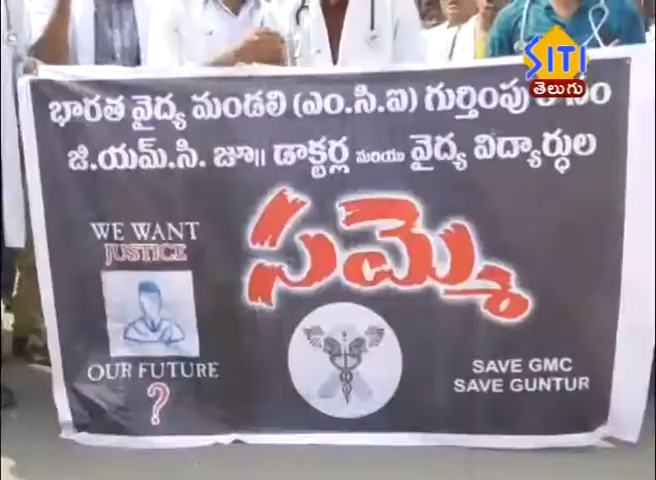 SITI
తెలుగు
భారత వైద్య మండలి (ఎం.సి.ఐ) గుర్తింపు కోసం
జి.యమ్.సి. జూ|| డాక్టర్ల మరియు వైద్య విద్యార్థుల
సమ్మె
WE WANT
JUSTICE
OUR FUTURE
?
SAVE GMC
SAVE GUNTUR